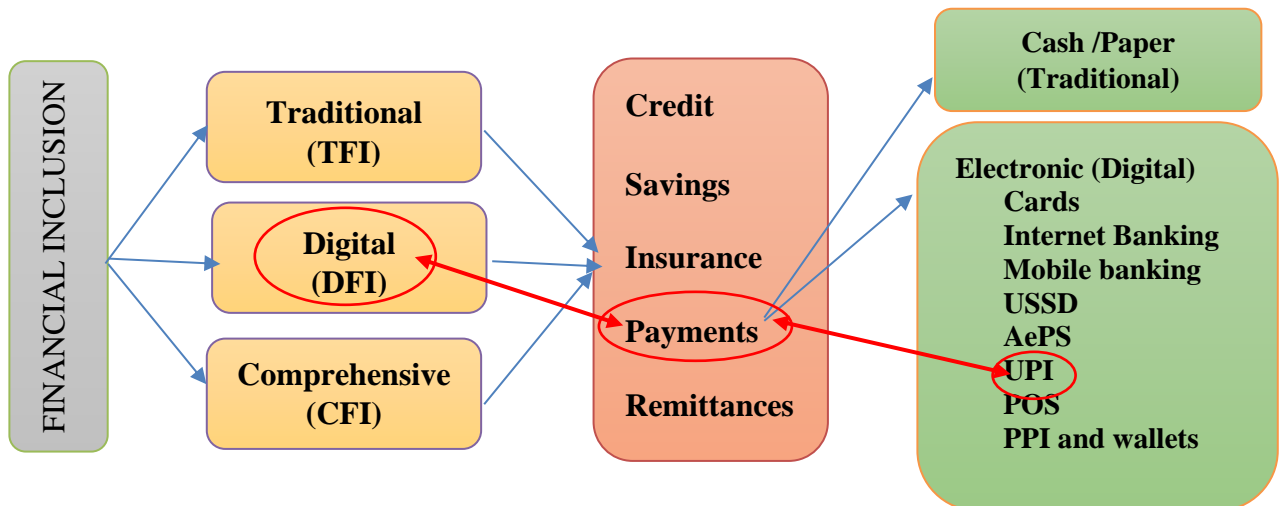 FINANCIAL INCLUSION
Traditional
(TFI)
Digital
(DFI)
Comprehensive
(CFI)
Credit
Savings
Insurance
Payments
Remittances
Cash /Paper
(Traditional)
Electronic (Digital)
Cards
Internet Banking
Mobile banking
USSD
AePS
UPI
POS
PPI and wallets